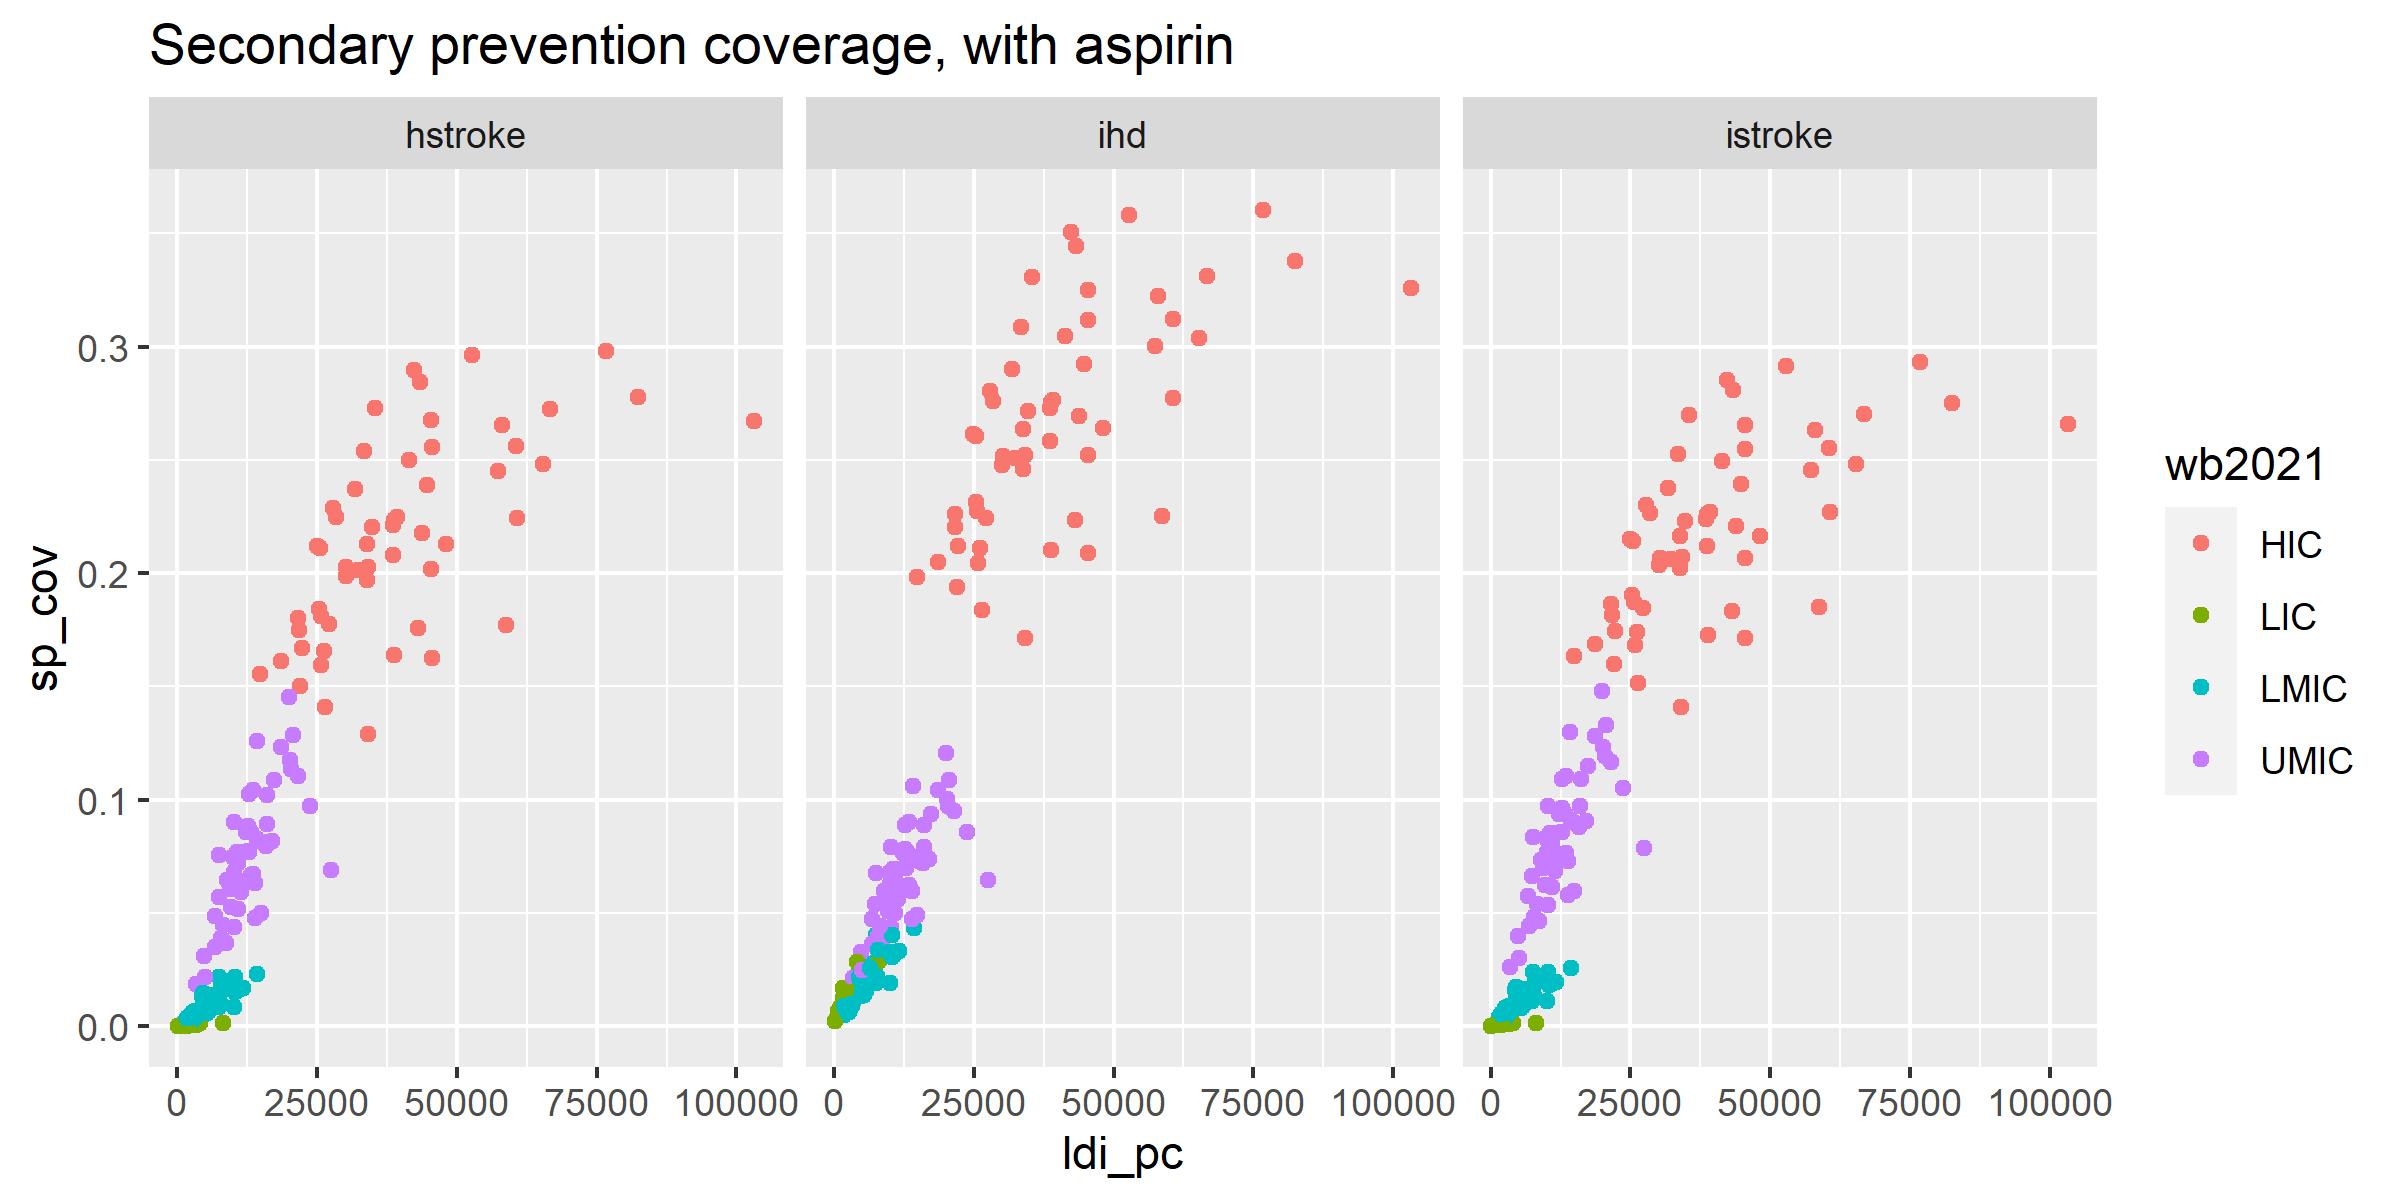 Secondary prevention coverage, with aspirin
hstroke
ihd
istroke
sp_cov
0.3
0.2
0.1
0.0
0 25000 50000 75000 100000
0 25000 50000 75000 100000
0 25000 50000 75000 100000
ldi_pc
wb2021
HIC
LIC
LMIC
UMIC